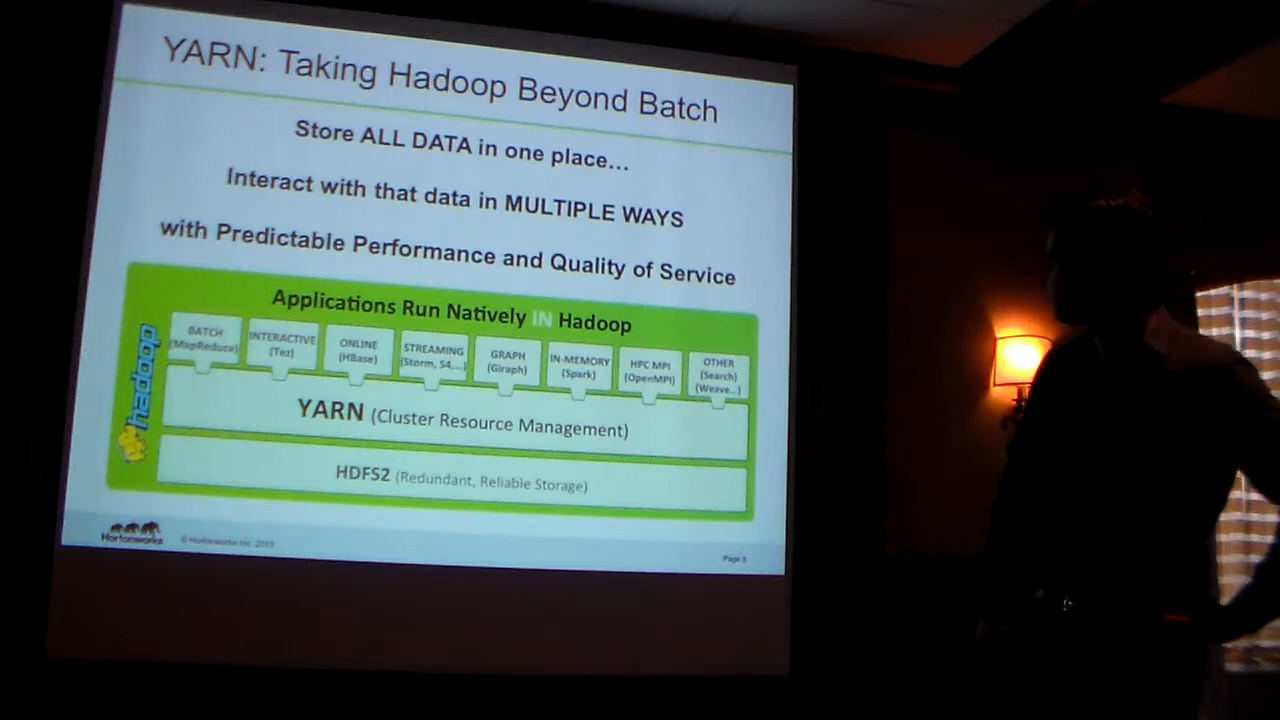 YARN: Taking Hadoop Beyond Batch
Store ALL DATA in one place...
Interact with that data in MULTIPLE WAYS
with Predictable Performance and Quality of Service
Applications Run Natively IN Hadoop
BATCH
(MapReduce)
INTERACTIVE
(Tez)
ONLINE
(HBase)
STREAMING
(Storm, S4,...)
GRAPH
(Giraph)
IN-MEMORY
(Spark)
HPC MPI
(OpenMPI)
OTHER
(Search)
(Weave...)
hadoop
YARN (Cluster Resource Management)
HDFS2 (Redundant, Reliable Storage)
Hortonworks
© Hortonworks Inc. 2013
Page 8